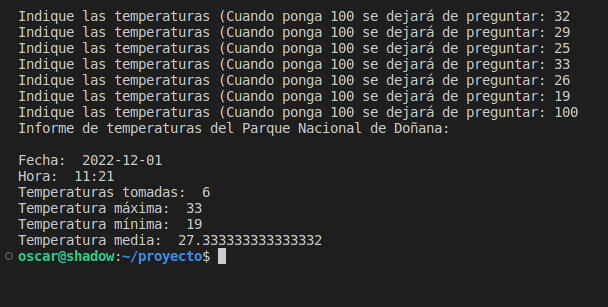 Indique las temperaturas (Cuando ponga 100 se dejará de preguntar: 32
Indique las temperaturas (Cuando ponga 100 se dejará de preguntar: 29
Indique las temperaturas (Cuando ponga 100 se dejará de preguntar: 25
Indique las temperaturas (Cuando ponga 100 se dejará de preguntar: 33
Indique las temperaturas (Cuando ponga 100 se dejará de preguntar: 26
Indique las temperaturas (Cuando ponga 100 se dejará de preguntar: 19
Indique las temperaturas (Cuando ponga 100 se dejará de preguntar: 100
Informe de temperaturas del Parque Nacional de Doñana:
Fecha:  2022-12-01
Hora:  11:21
Temperaturas tomadas:  6
Temperatura máxima:  33
Temperatura mínima:  19
Temperatura media:  27.333333333333332
oscar@shadow:~/proyecto$